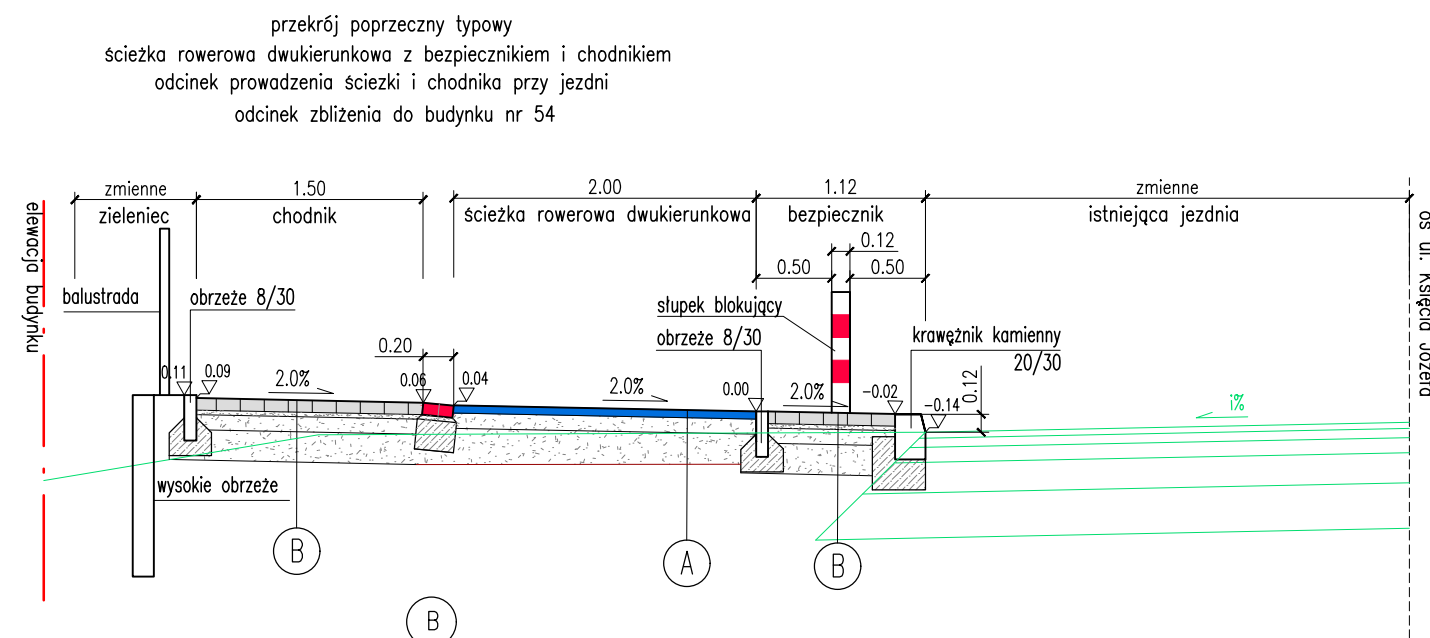 przekrój poprzeczny typowy
ścieżka rowerowa dwukierunkowa z bezpiecznikiem i chodnikiem
odcinek prowadzenia ściezki i chodnika przy jezdni
odcinek zbliżenia do budynku nr 54
zmienne 1.50 2.00 1.12 zmienne
zieleniec chodnik ścieżka rowerowa dwukierunkowa bezpiecznik istniejąca jezdnia
elewacja budynku
oś ul. Księcia Józefa
0.12
0.50 0.50
balustrada obrzeże 8/30 słupek blokujący
obrzeże 8/30 krawężnik kamienny
20/30
0.20
0.11 0.09 2.0% 0.06 0.04 2.0% 0.00 2.0% -0.02 -0.14 0.12 i%
wysokie obrzeże
B A B
B